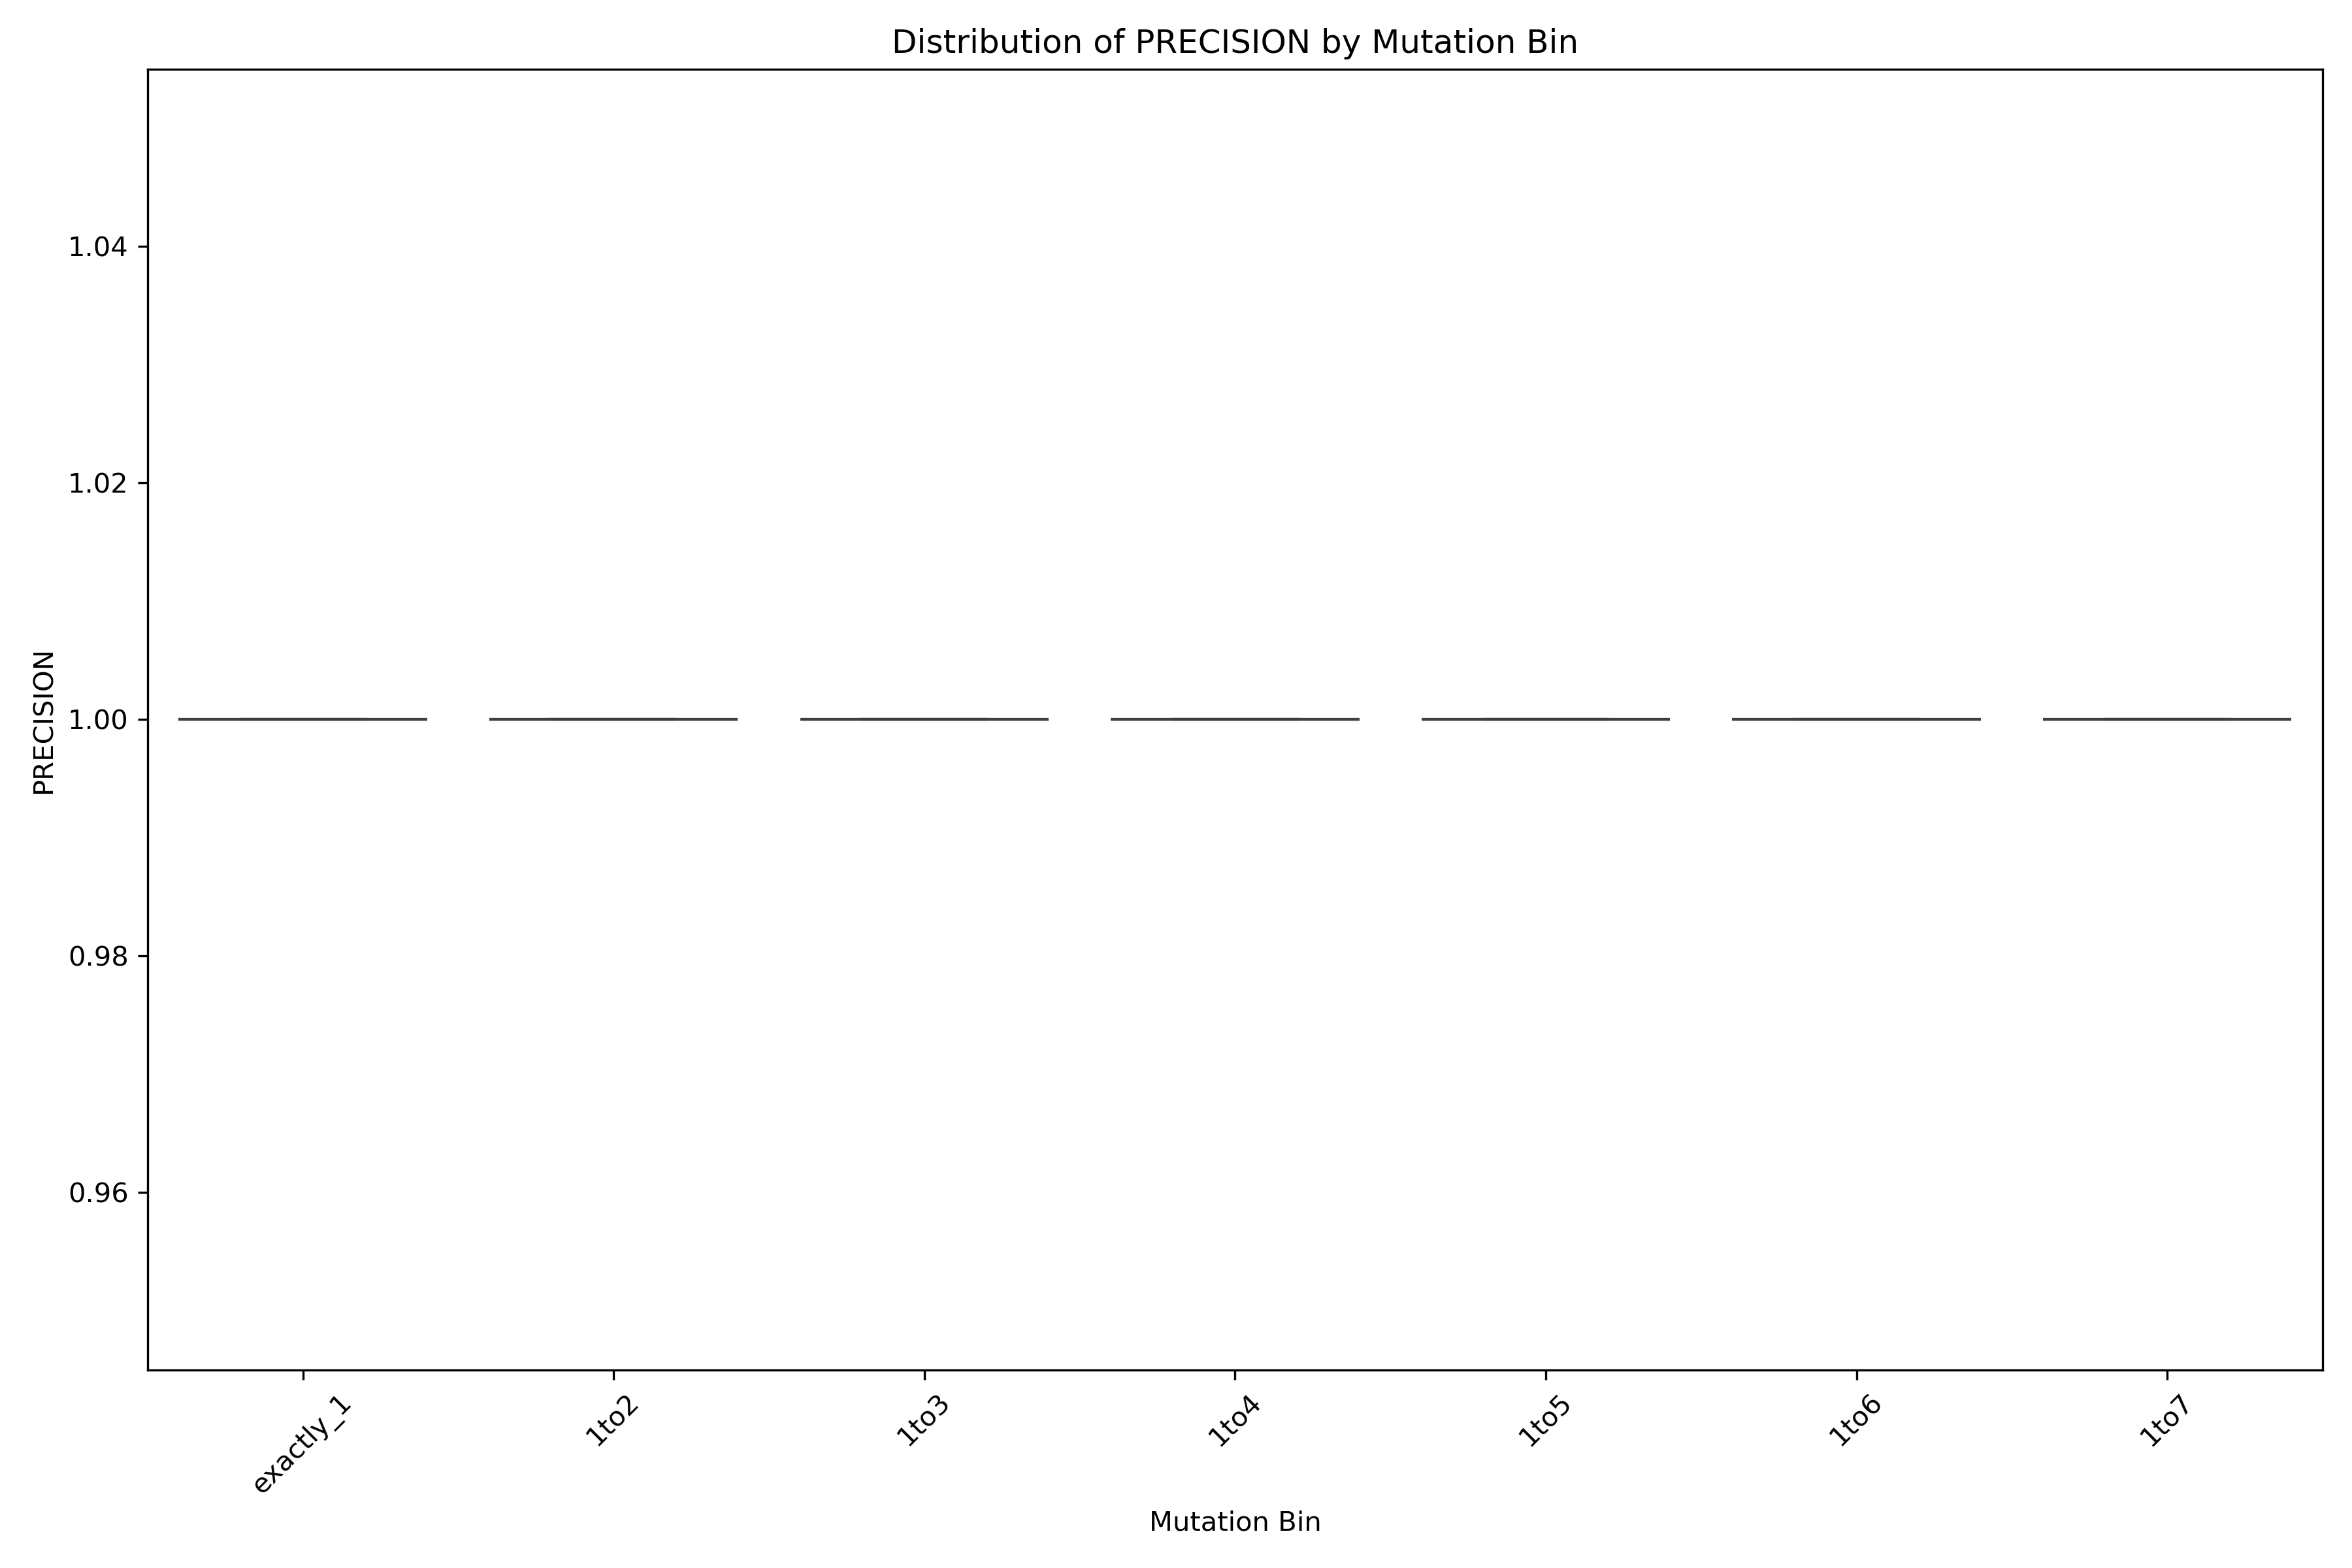 Distribution of PRECISION by Mutation Bin
PRECISION
1.04
1.02
1.00
0.98
0.96
exactly_1
1to2
1to3
1to4
1to5
1to6
1to7
Mutation Bin